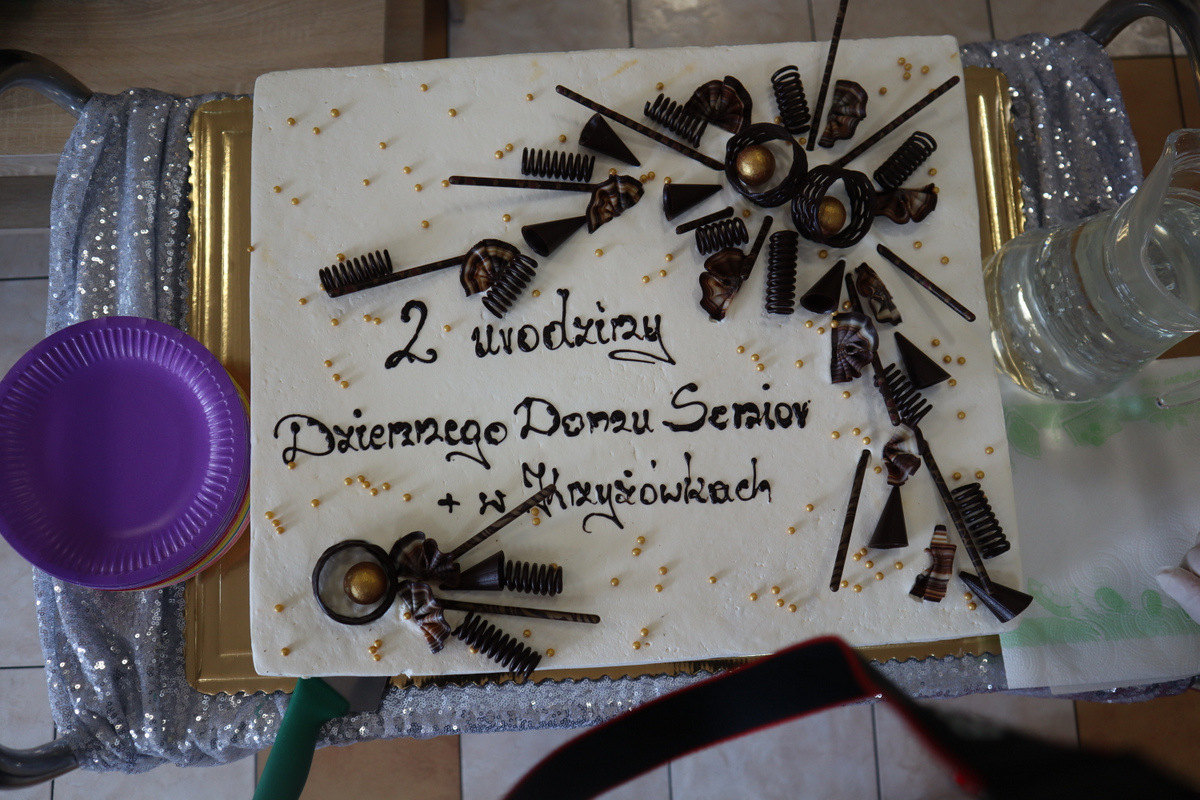 2 urodziny
Dziennego Domu Senior
+ w Krzyżówkach